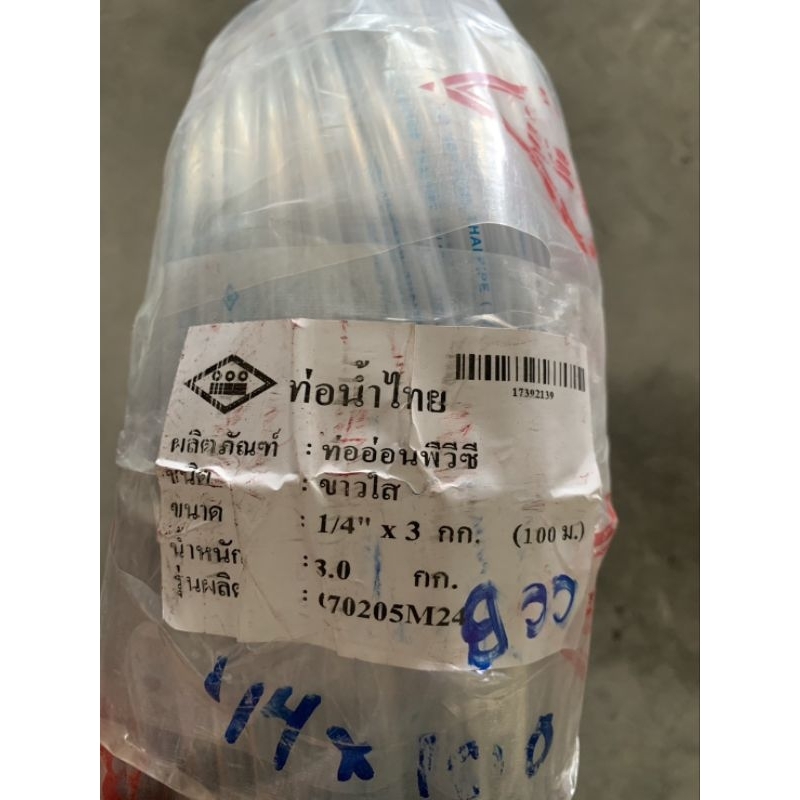 ท่อน้ำไทย
17392139
ผลิตภัณฑ์ : ท่ออ่อนพีวีซี
ชนิด : ขาวใส
ขนาด : 1/4" x 3 กก. (100 ม.)
น้ำหนัก : 3.0 กก.
รุ่นผลิต : 70205M24
1/4 x 100